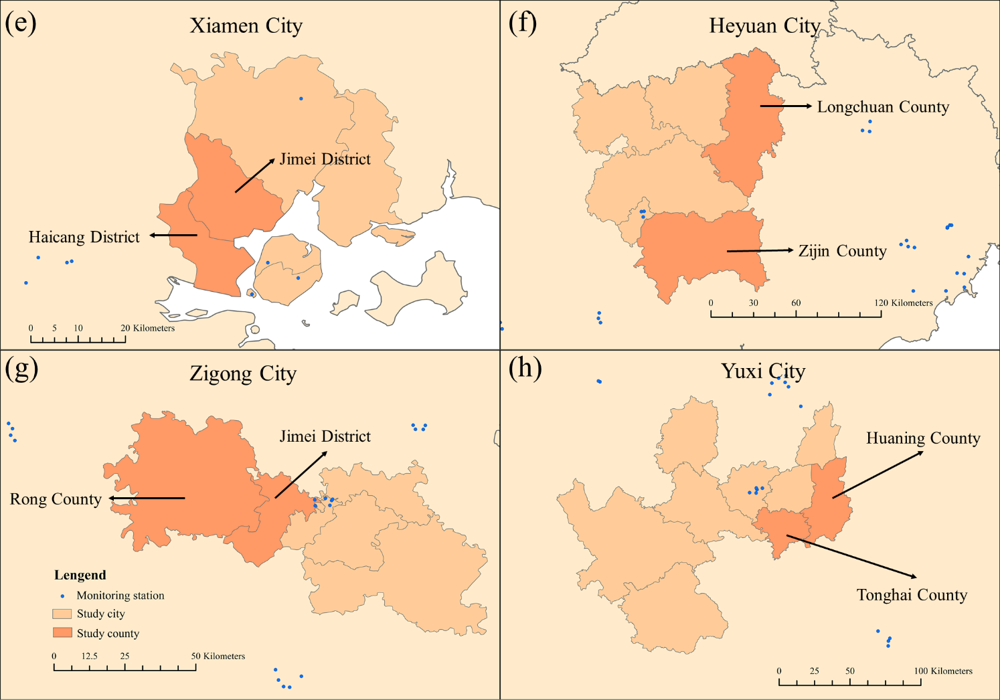 (e)
Xiamen City
Jimei District
Haicang District
0 5 10 20 Kilometers
(f)
Heyuan City
Longchuan County
Zijin County
0 30 60 120 Kilometers
(g)
Zigong City
Jimei District
Rong County
Lengend
Monitoring station
Study city
Study county
0 12.5 25 50 Kilometers
(h)
Yuxi City
Huaning County
Tonghai County
0 25 50 100 Kilometers